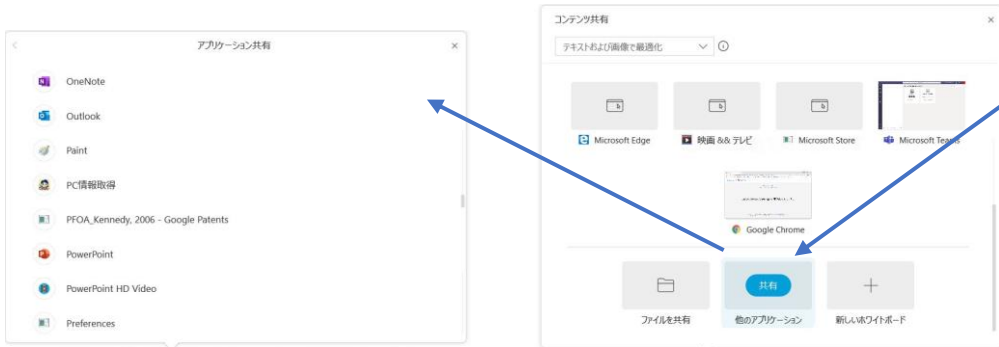 アプリケーション共有
OneNote
Outlook
Paint
PC情報取得
PFOA_Kennedy, 2006 - Google Patents
PowerPoint
PowerPoint HD Video
Preferences
コンテンツ共有
テキストおよび画像で最適化
Microsoft Edge
映画 && テレビ
Microsoft Store
Microsoft Teams
Google Chrome
共有
ファイルを共有
他のアプリケーション
新しいホワイトボード